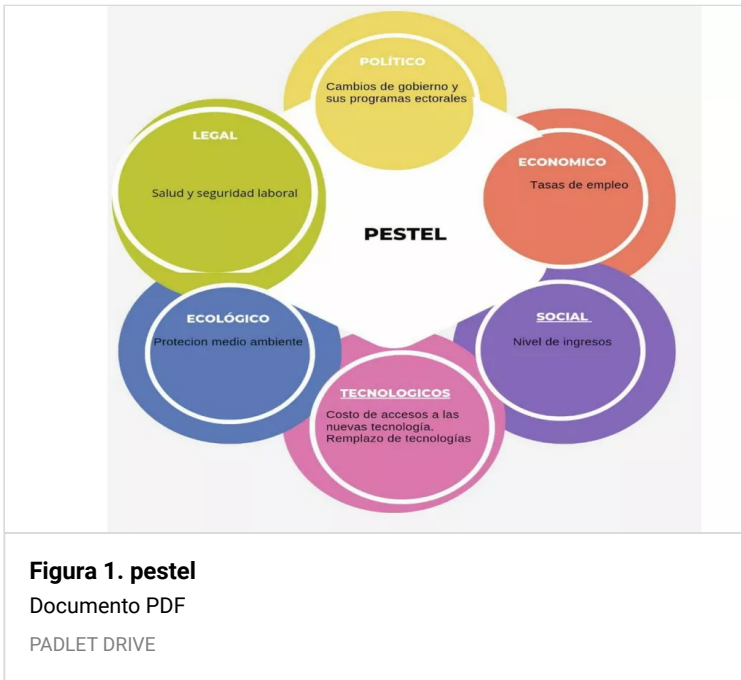 POLÍTICO
Cambios de gobierno y
sus programas ectorales
LEGAL
Salud y seguridad laboral
ECONOMICO
Tasas de empleo
PESTEL
ECOLÓGICO
Protecion medio ambiente
SOCIAL
Nivel de ingresos
TECNOLOGICOS
Costo de accesos a las
nuevas tecnología.
Remplazo de tecnologías
Figura 1. pestel
Documento PDF
PADLET DRIVE